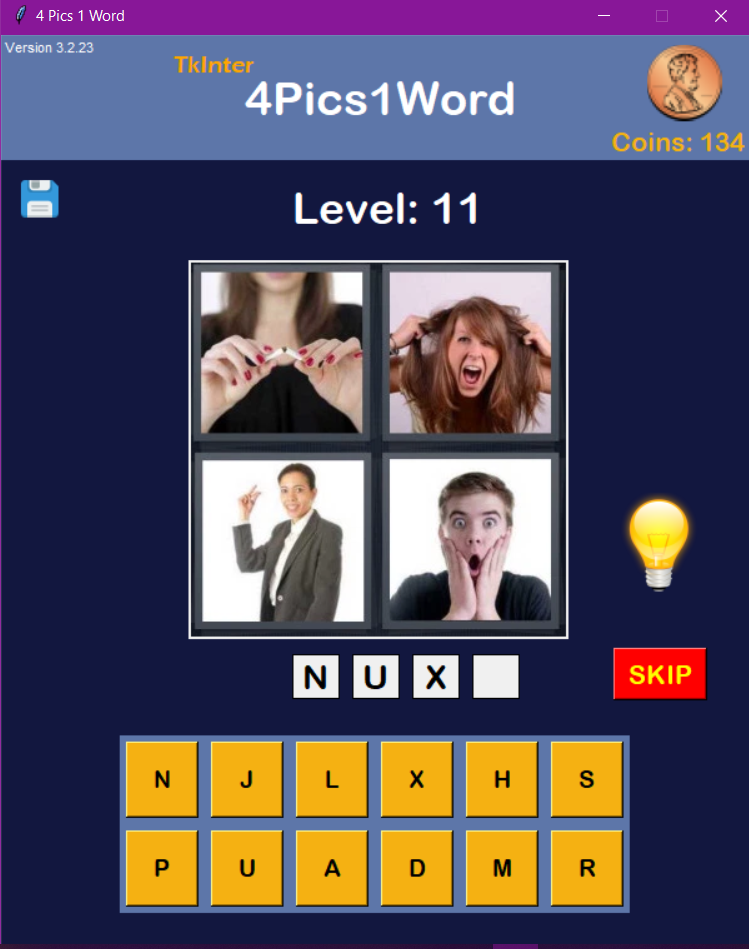 4 Pics 1 Word
Version 3.2.23
TkInter
4Pics1Word
Coins: 134
Level: 11
N U X
SKIP
N J L X H S
P U A D M R